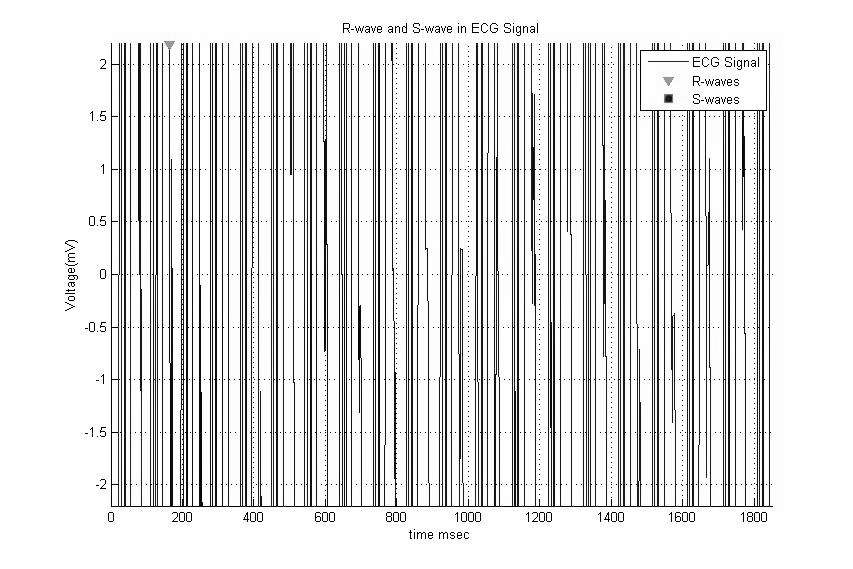 R-wave and S-wave in ECG Signal
ECG Signal
R-waves
S-waves
2
1.5
1
0.5
0
-0.5
-1
-1.5
-2
Voltage(mV)
0 200 400 600 800 1000 1200 1400 1600 1800
time msec